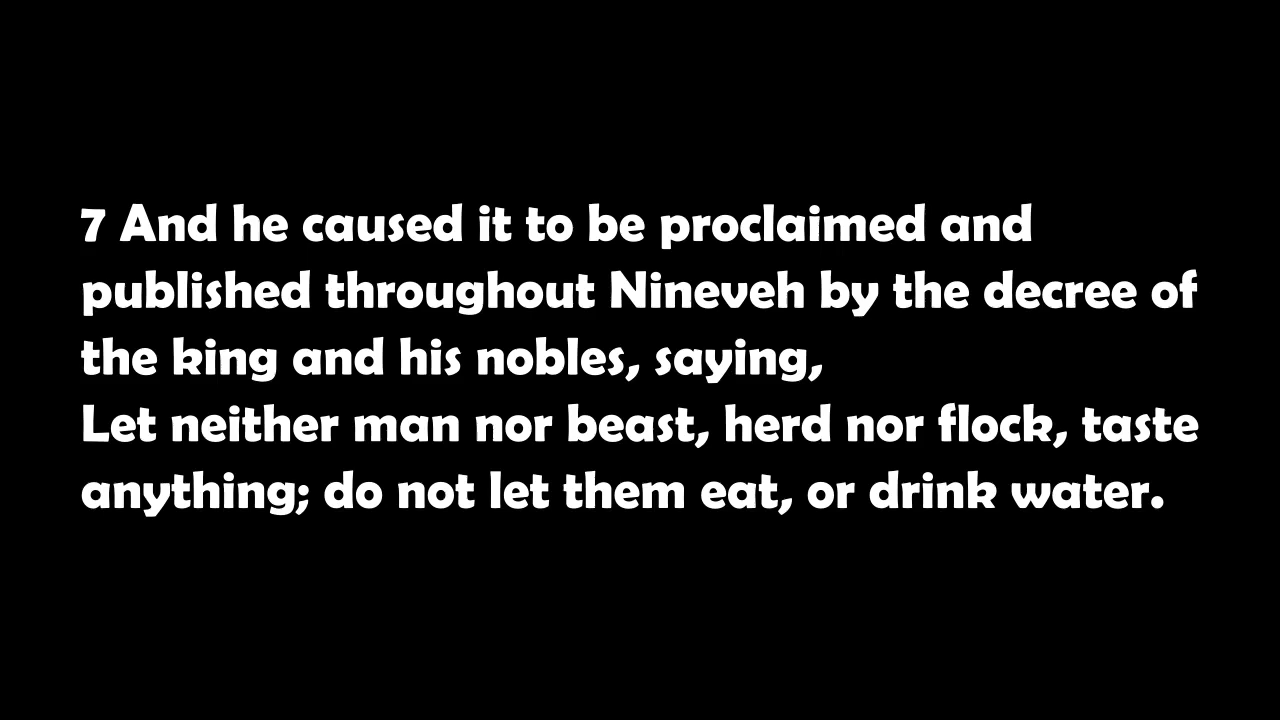 7 And he caused it to be proclaimed and
published throughout Nineveh by the decree of
the king and his nobles, saying,
Let neither man nor beast, herd nor flock, taste
anything; do not let them eat, or drink water.